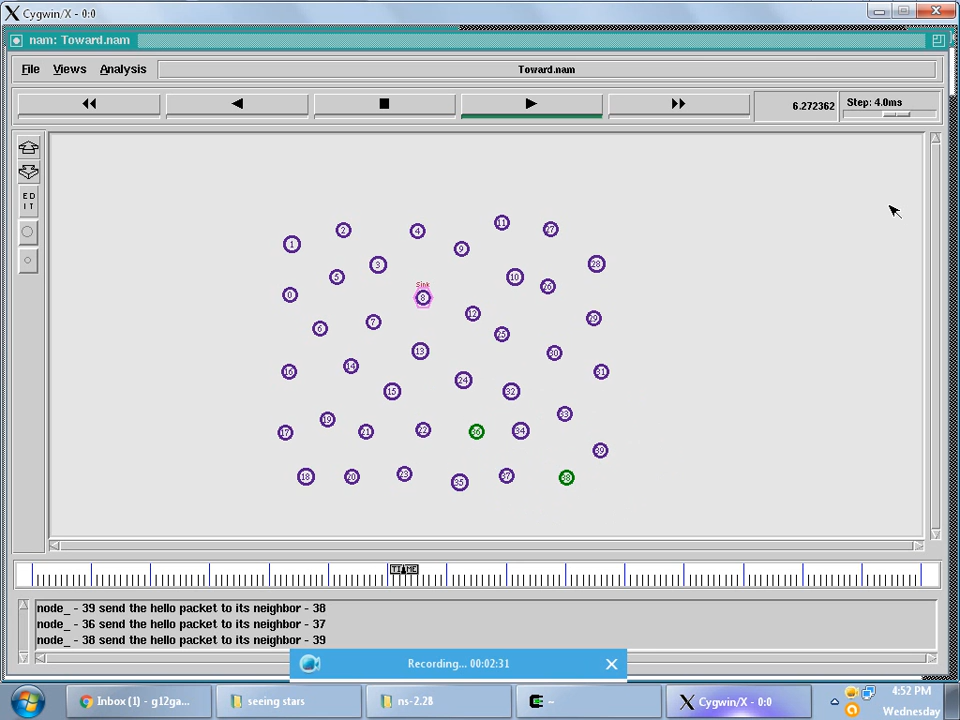 Cygwin/X - 0:0
nam: Toward.nam
File Views Analysis Toward.nam
6.272362 Step: 4.0ms
E D
I T
11
2 4 27
1
9
3 28
5 10
26
0 Sink
8
12 29
7
6
25
13 30
14
16 31
24
15 32
33
19
17 21 22 36 34
39
18 20 23 37 38
35
TIME
node_ - 39 send the hello packet to its neighbor - 38
node_ - 36 send the hello packet to its neighbor - 37
node_ - 38 send the hello packet to its neighbor - 39
Recording... 00:02:31
Inbox (1) - g12ga... seeing stars ns-2.28 ~ Cygwin/X - 0:0 4:52 PM
Wednesday